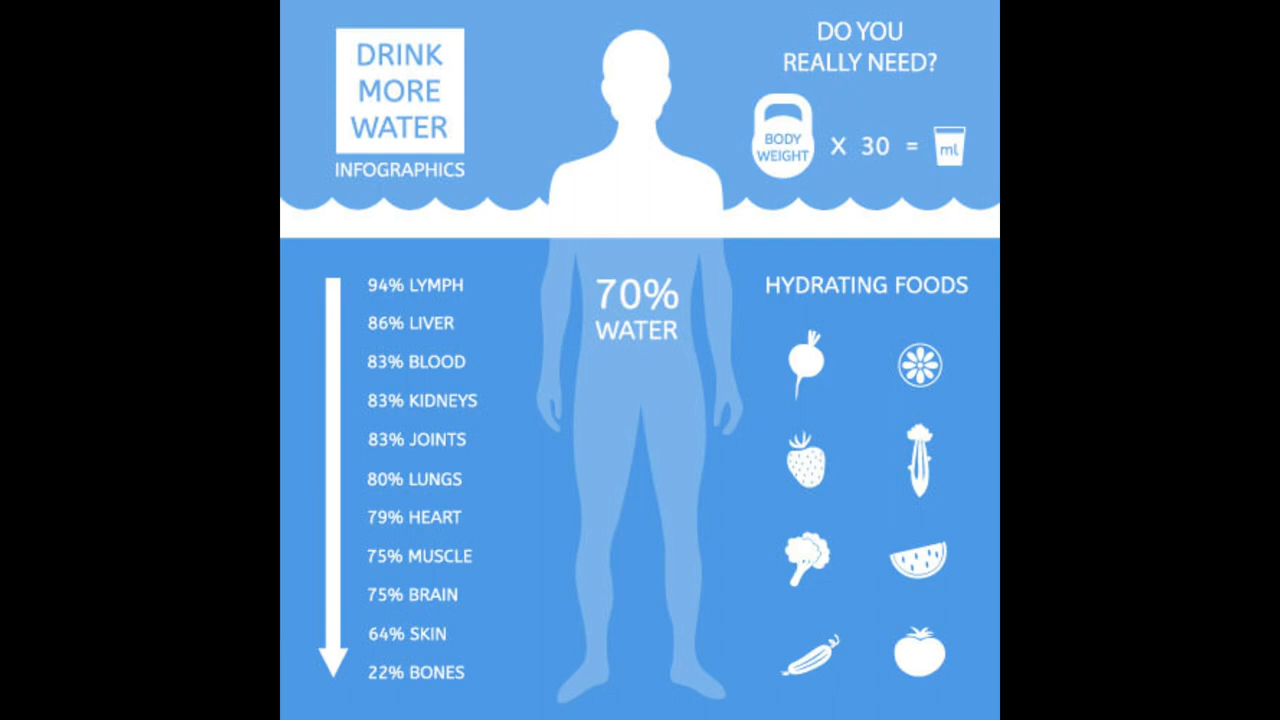 DRINK
MORE
WATER
INFOGRAPHICS
DO YOU
REALLY NEED?
BODY
WEIGHT
X 30 =
ml
94% LYMPH
86% LIVER
83% BLOOD
83% KIDNEYS
83% JOINTS
80% LUNGS
79% HEART
75% MUSCLE
75% BRAIN
64% SKIN
22% BONES
70%
WATER
HYDRATING FOODS